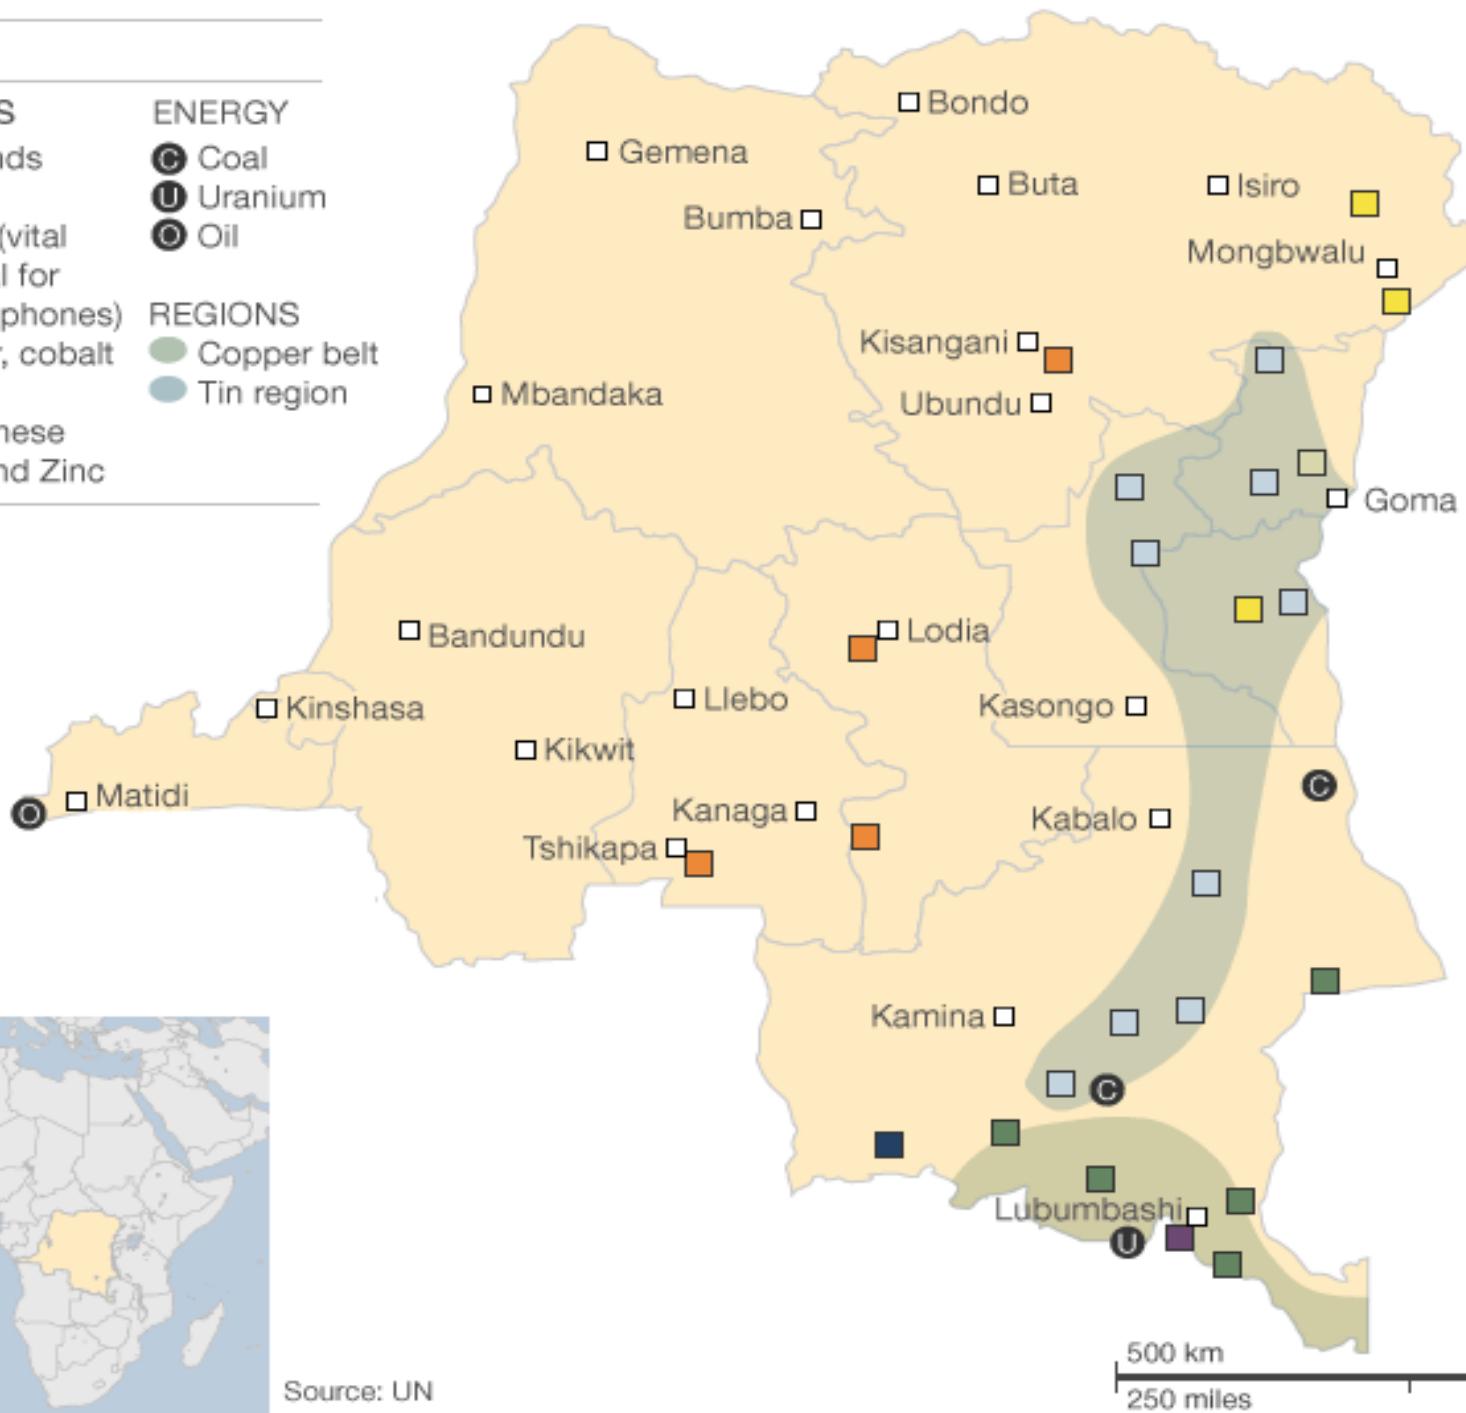 S
ENERGY
nds
C Coal
U Uranium
(vital
O Oil
l for
phones)
REGIONS
r, cobalt
Copper belt
Tin region
nese
nd Zinc
Bondo
Gemena
Buta
Isiro
Bumba
Mongbwalu
Kisangani
Mbandaka
Ubundu
Goma
Bandundu
Lodia
Llebo
Kasongo
Kinshasa
Kikwit
C
Matidi
O
Kanaga
Kabalo
Tshikapa
Kamina
C
Lubumbashi
U
500 km
250 miles
Source: UN